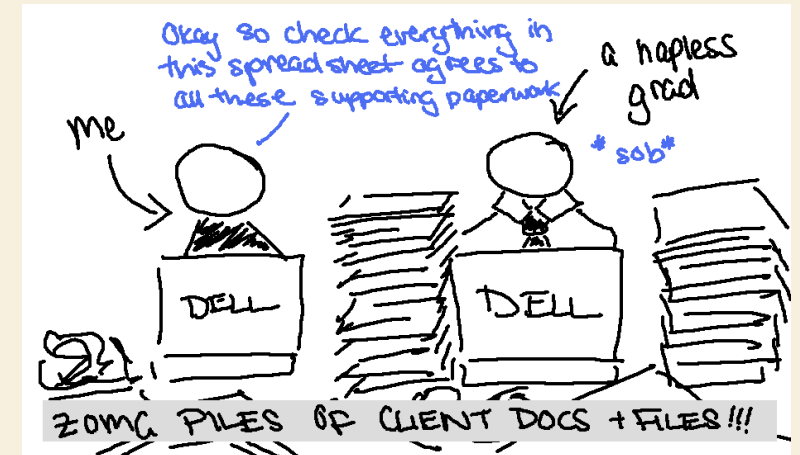 Okay so check everything in
this spreadsheet agrees to
all these supporting paperwork
a hapless
grad
me
*sob*
DELL
DELL
ZOMG PILES OF CLIENT DOCS + FILES!!!